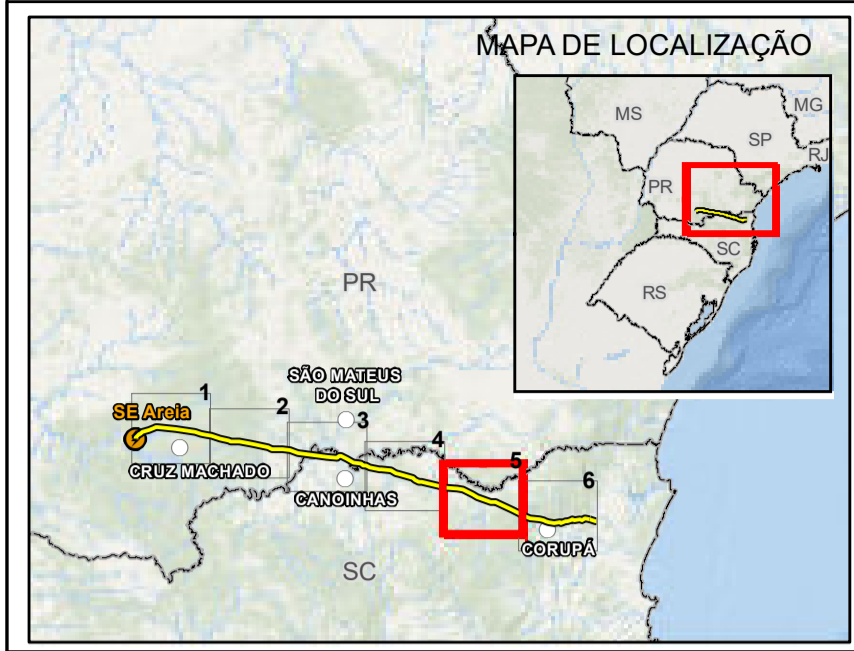 MAPA DE LOCALIZAÇÃO
MS
MG
SP
RJ
PR
SC
RS
PR
SÃO MATEUS
DO SUL
1
2
3
4
5
6
SE Areia
CRUZ MACHADO
CANOINHAS
CORUPÁ
SC